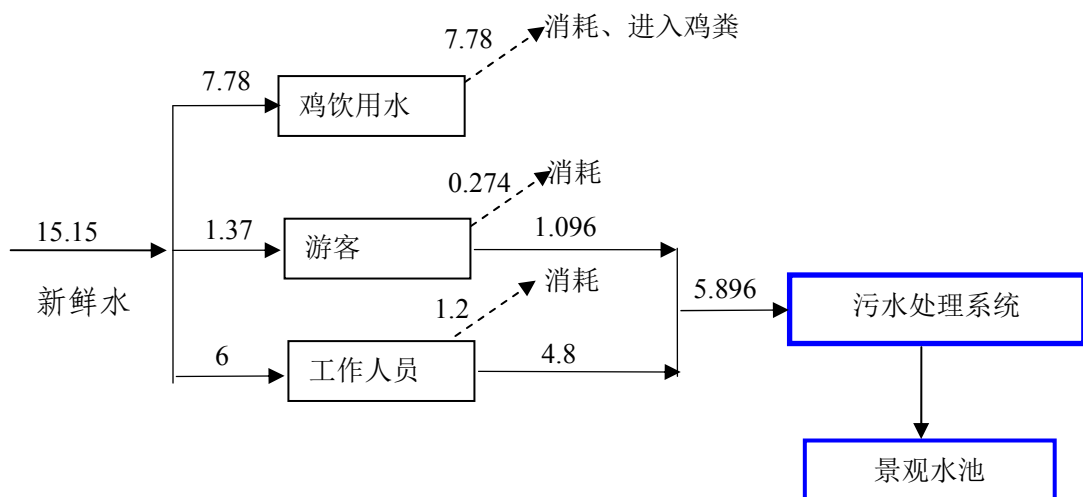 消耗、进入鸡粪
7.78
7.78
鸡饮用水
消耗
0.274
15.15
1.37
游客
1.096
新鲜水
消耗
1.2
5.896
污水处理系统
6
工作人员
4.8
景观水池